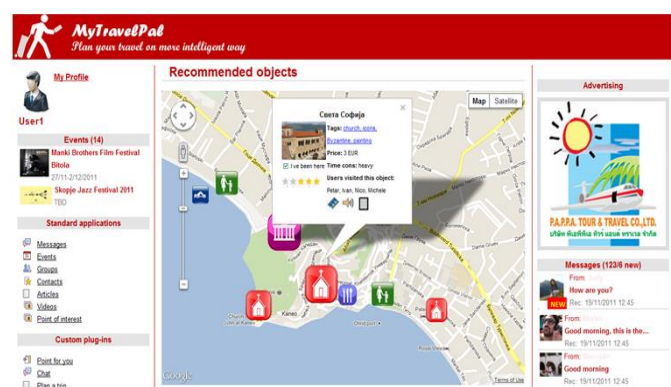 MyTravelPal
Plan your travel on more intelligent way
My Profile
User1
Events (14)
Manki Brothers Film Festival
Bitola
27/11-2/12/2011
Skopje Jazz Festival 2011
TBD
Standard applications
Messages
Events
Groups
Contacts
Articles
Videos
Point of interest
Custom plug-ins
Point for you
Chat
Plan a trip
Recommended objects
Map
Satellite
Света Софија
Tags: church, icons,
Byzantine, painting
Price: 3 EUR
I've been here
Time cons: heavy
Users visited this object:
Petar, Ivan, Nico, Michele
Kaneo
Google
Terms of Use
Advertising
P.A.P.P.A. TOUR & TRAVEL CO.,LTD.
Messages (123/6 new)
From:
How are you?
NEW
Rec: 19/11/2011 12:45
From:
Good morning, this is the...
Rec: 19/11/2011 12:45
From:
Good morning
Rec: 19/11/2011 12:45